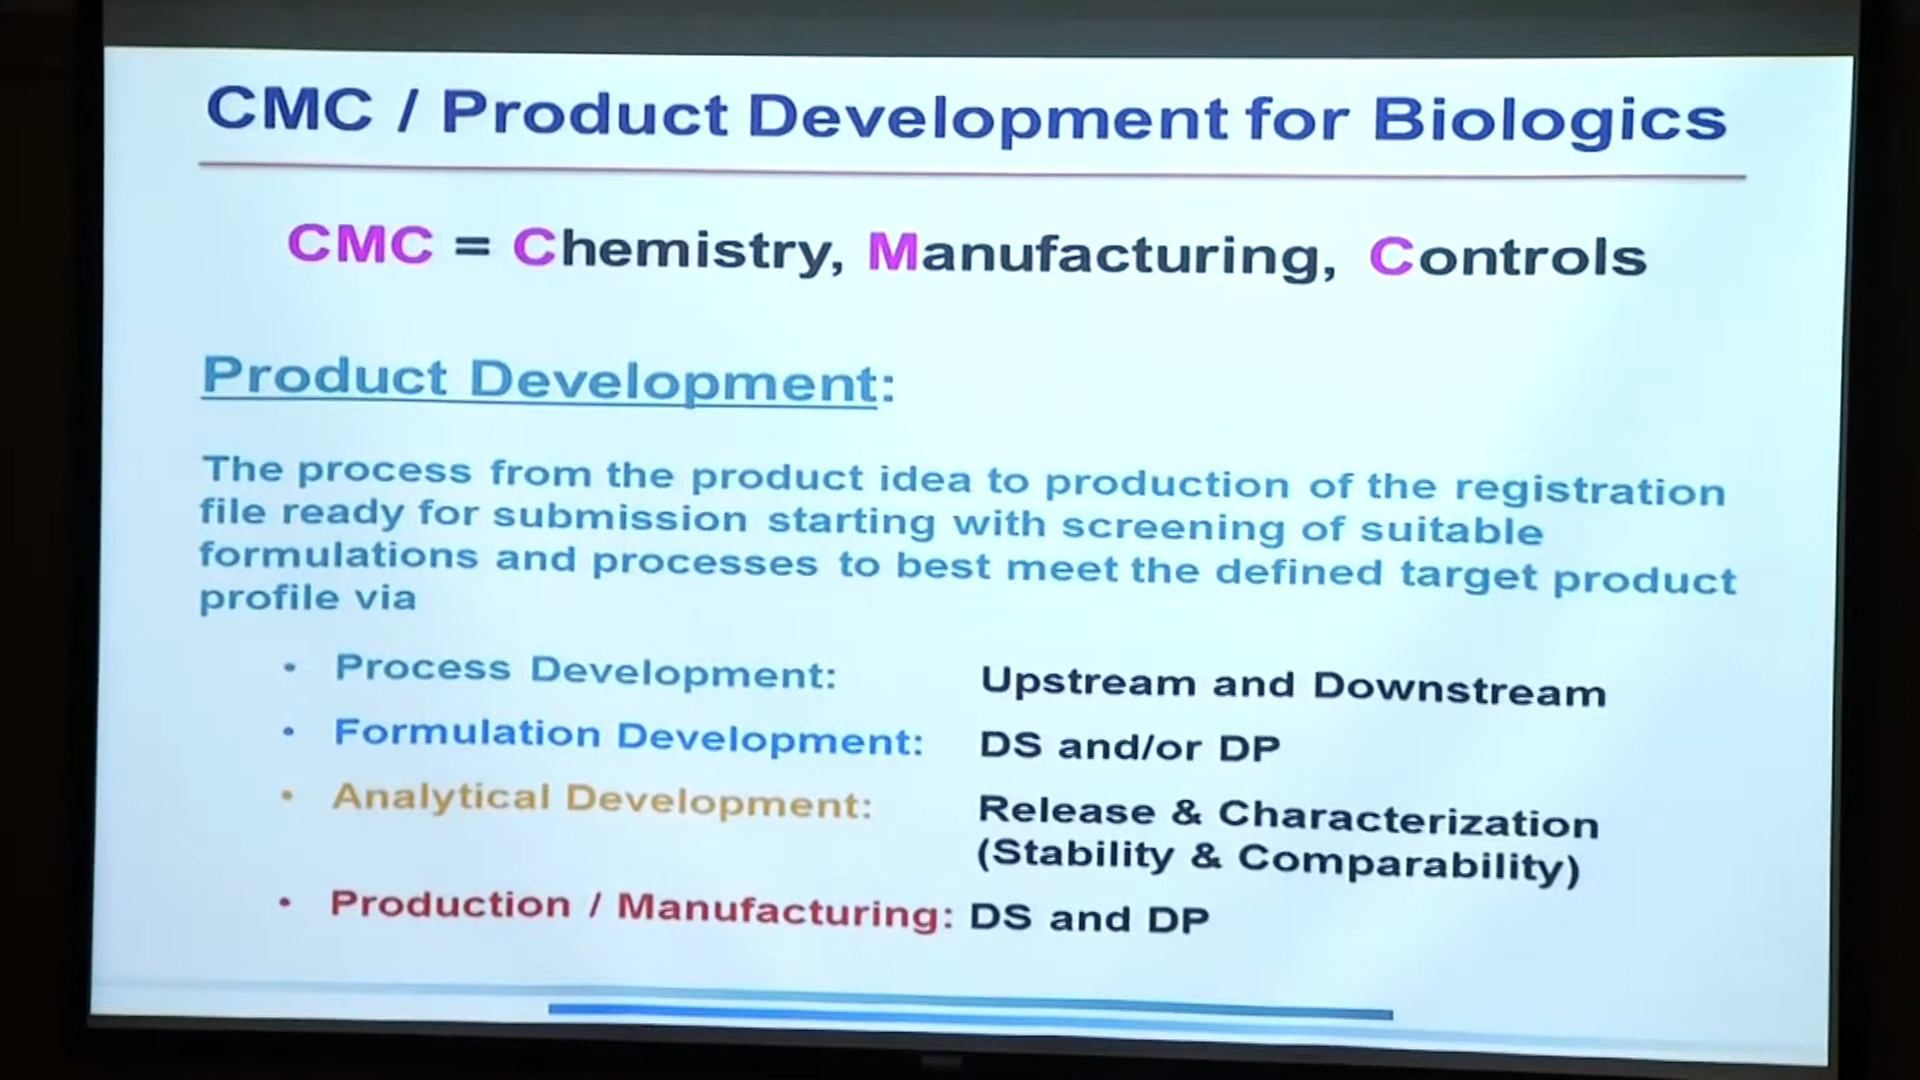 CMC / Product Development for Biologics
CMC = Chemistry, Manufacturing, Controls
Product Development:
The process from the product idea to production of the registration
file ready for submission starting with screening of suitable
formulations and processes to best meet the defined target product
profile via
• Process Development: Upstream and Downstream
• Formulation Development: DS and/or DP
• Analytical Development: Release & Characterization
(Stability & Comparability)
• Production / Manufacturing: DS and DP